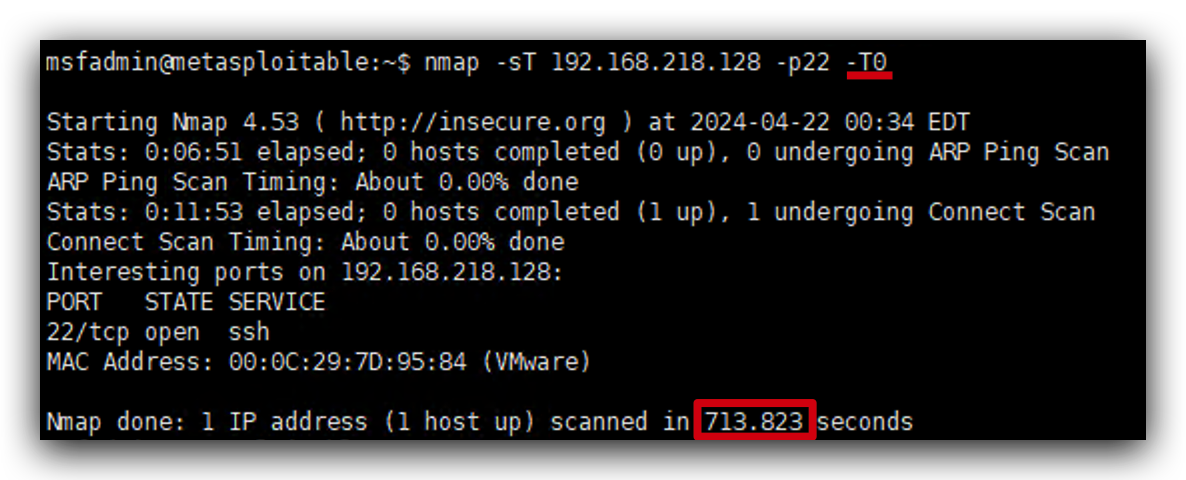 msfadmin@metasploitable:~$ nmap -sT 192.168.218.128 -p22 -T0
Starting Nmap 4.53 ( http://insecure.org ) at 2024-04-22 00:34 EDT
Stats: 0:06:51 elapsed; 0 hosts completed (0 up), 0 undergoing ARP Ping Scan
ARP Ping Scan Timing: About 0.00% done
Stats: 0:11:53 elapsed; 0 hosts completed (1 up), 1 undergoing Connect Scan
Connect Scan Timing: About 0.00% done
Interesting ports on 192.168.218.128:
PORT   STATE SERVICE
22/tcp open  ssh
MAC Address: 00:0C:29:7D:95:84 (VMware)
Nmap done: 1 IP address (1 host up) scanned in 713.823 seconds